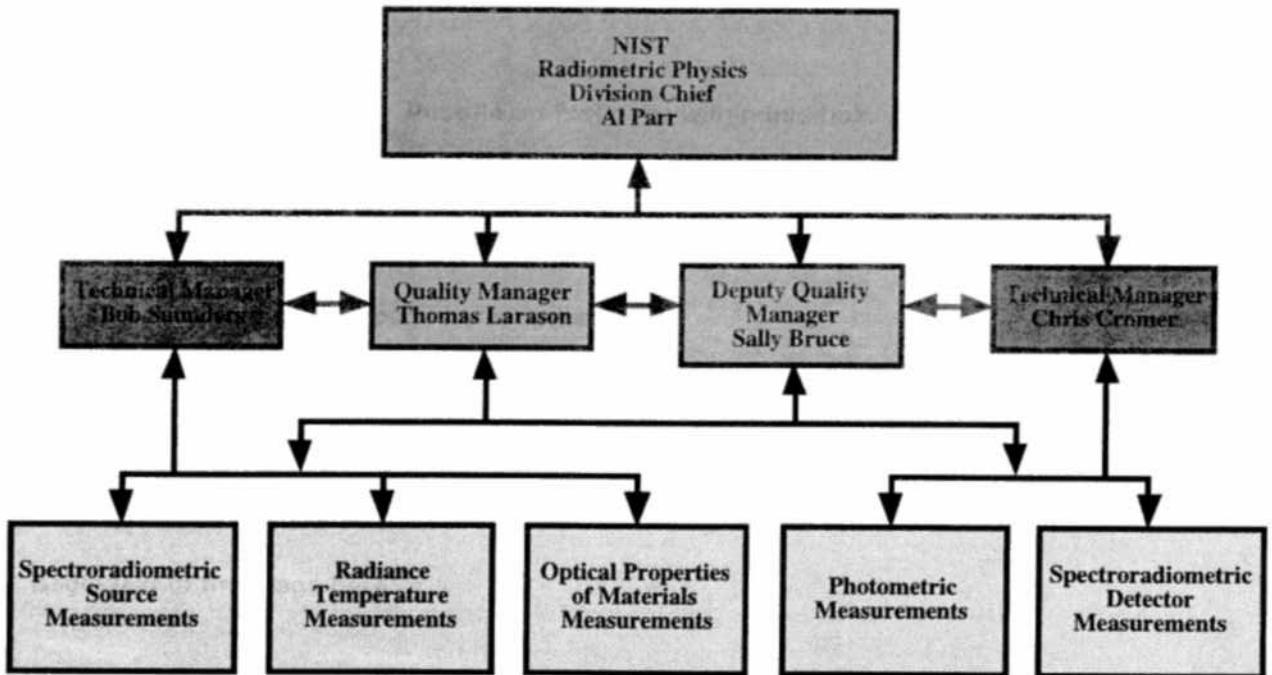 NIST
Radiometric Physics
Division Chief
Al Parr
Technical Manager
Bob Saunders
Quality Manager
Thomas Larason
Deputy Quality
Manager
Sally Bruce
Technical Manager
Chris Cromer
Spectroradiometric
Source
Measurements
Radiance
Temperature
Measurements
Optical Properties
of Materials
Measurements
Photometric
Measurements
Spectroradiometric
Detector
Measurements